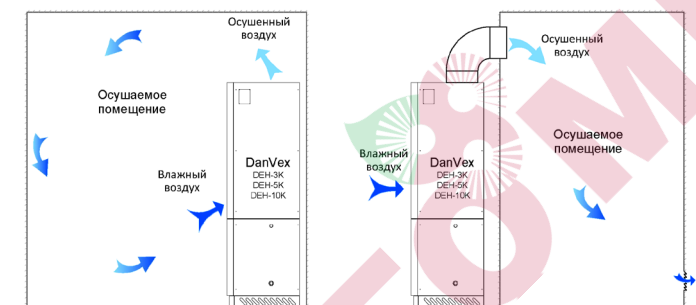 Осушенный
воздух
Осушаемое
помещение
DanVex
DEH-3K
DEH-5K
DEH-10K
Влажный
воздух
Осушенный
воздух
Осушаемое
помещение
Влажный
воздух
DanVex
DEH-3K
DEH-5K
DEH-10K